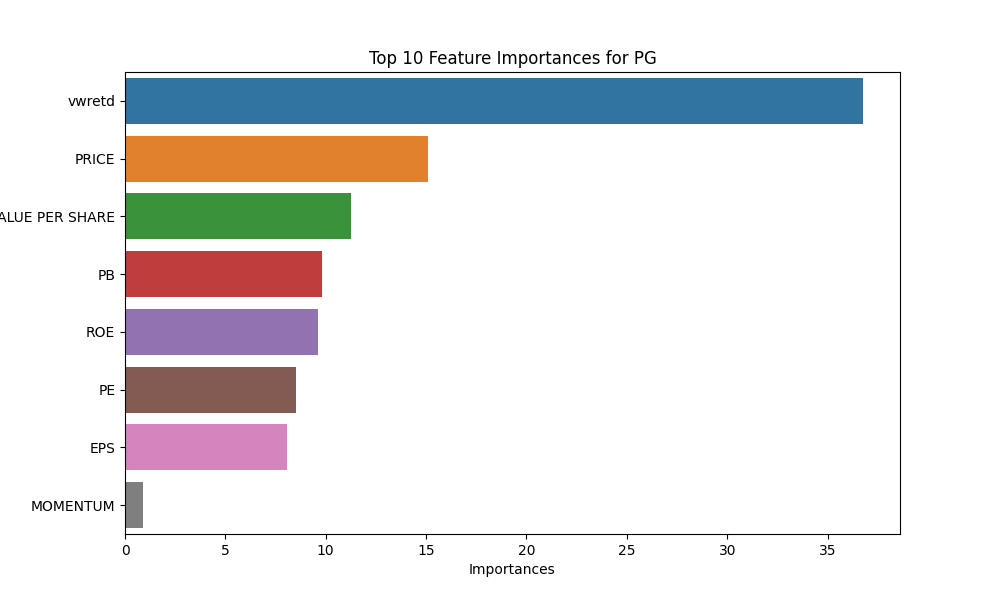 Top 10 Feature Importances for PG
vwretd
PRICE
ALUE PER SHARE
PB
ROE
PE
EPS
MOMENTUM
0 5 10 15 20 25 30 35
Importances